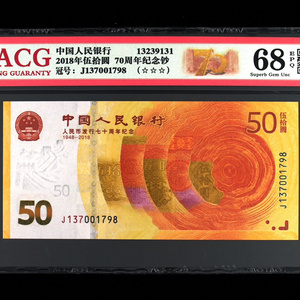 ACG
NG GUARANTY
中国人民银行 13239131
2018年伍拾圆 70周年纪念钞
冠号: J137001798 (☆☆☆)
70
68
EPQ
Superb Gem Unc
中国人民银行
人民币发行七十周年纪念
1948-2018
50
伍拾圆
50
J137001798
J137001798